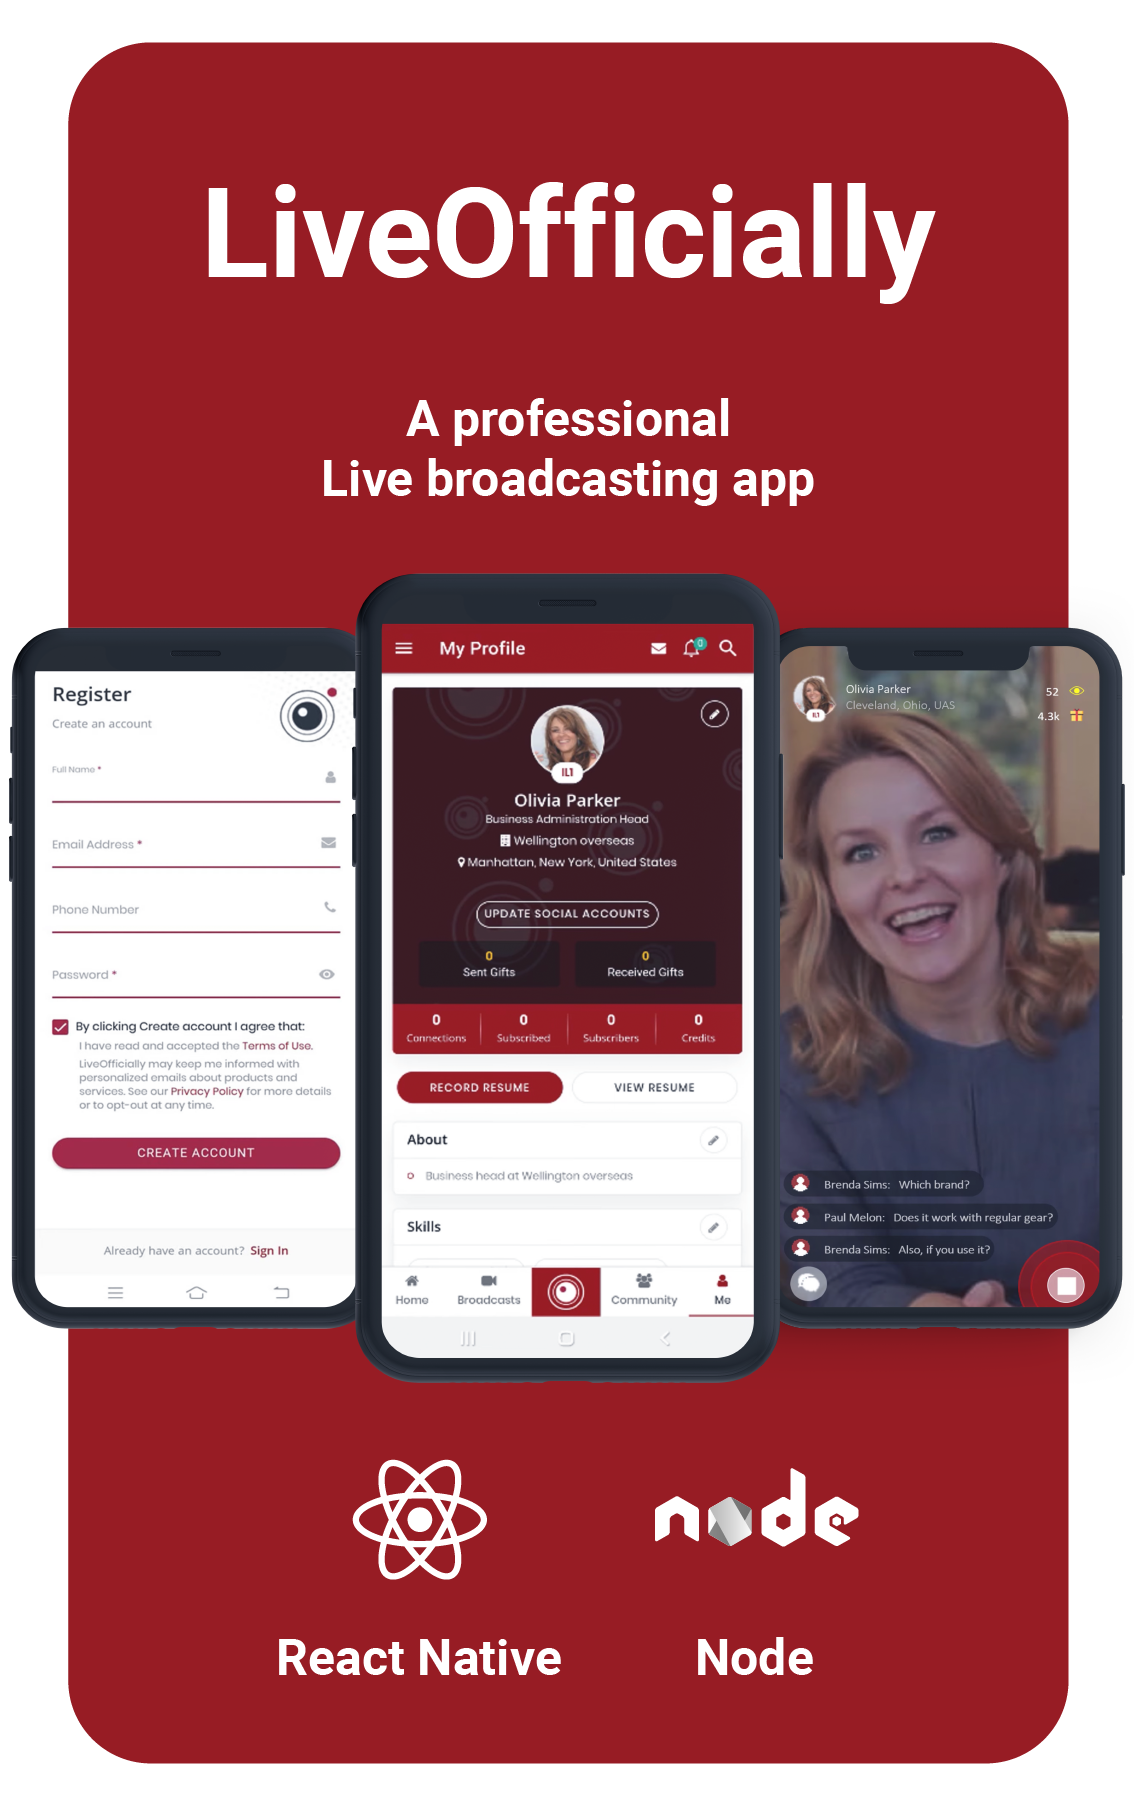 LiveOfficially
A professional
Live broadcasting app
Register
Create an account
Full Name *
Email Address *
Phone Number
Password *
By clicking Create account I agree that:
I have read and accepted the Terms of Use.
LiveOfficially may keep me informed with
personalized emails about products and
services. See our Privacy Policy for more details
or to opt-out at any time.
CREATE ACCOUNT
Already have an account? Sign In
My Profile
0
IL1
Olivia Parker
Business Administration Head
Wellington overseas
Manhattan, New York, United States
UPDATE SOCIAL ACCOUNTS
0 0
Sent Gifts Received Gifts
0 0 0 0
Connections Subscribed Subscribers Credits
RECORD RESUME VIEW RESUME
About
Business head at Wellington overseas
Skills
Home Broadcasts Community Me
Olivia Parker 52
Cleveland, Ohio, UAS
IL1 4.3k
Brenda Sims: Which brand?
Paul Melon: Does it work with regular gear?
Brenda Sims: Also, if you use it?
node
React Native Node